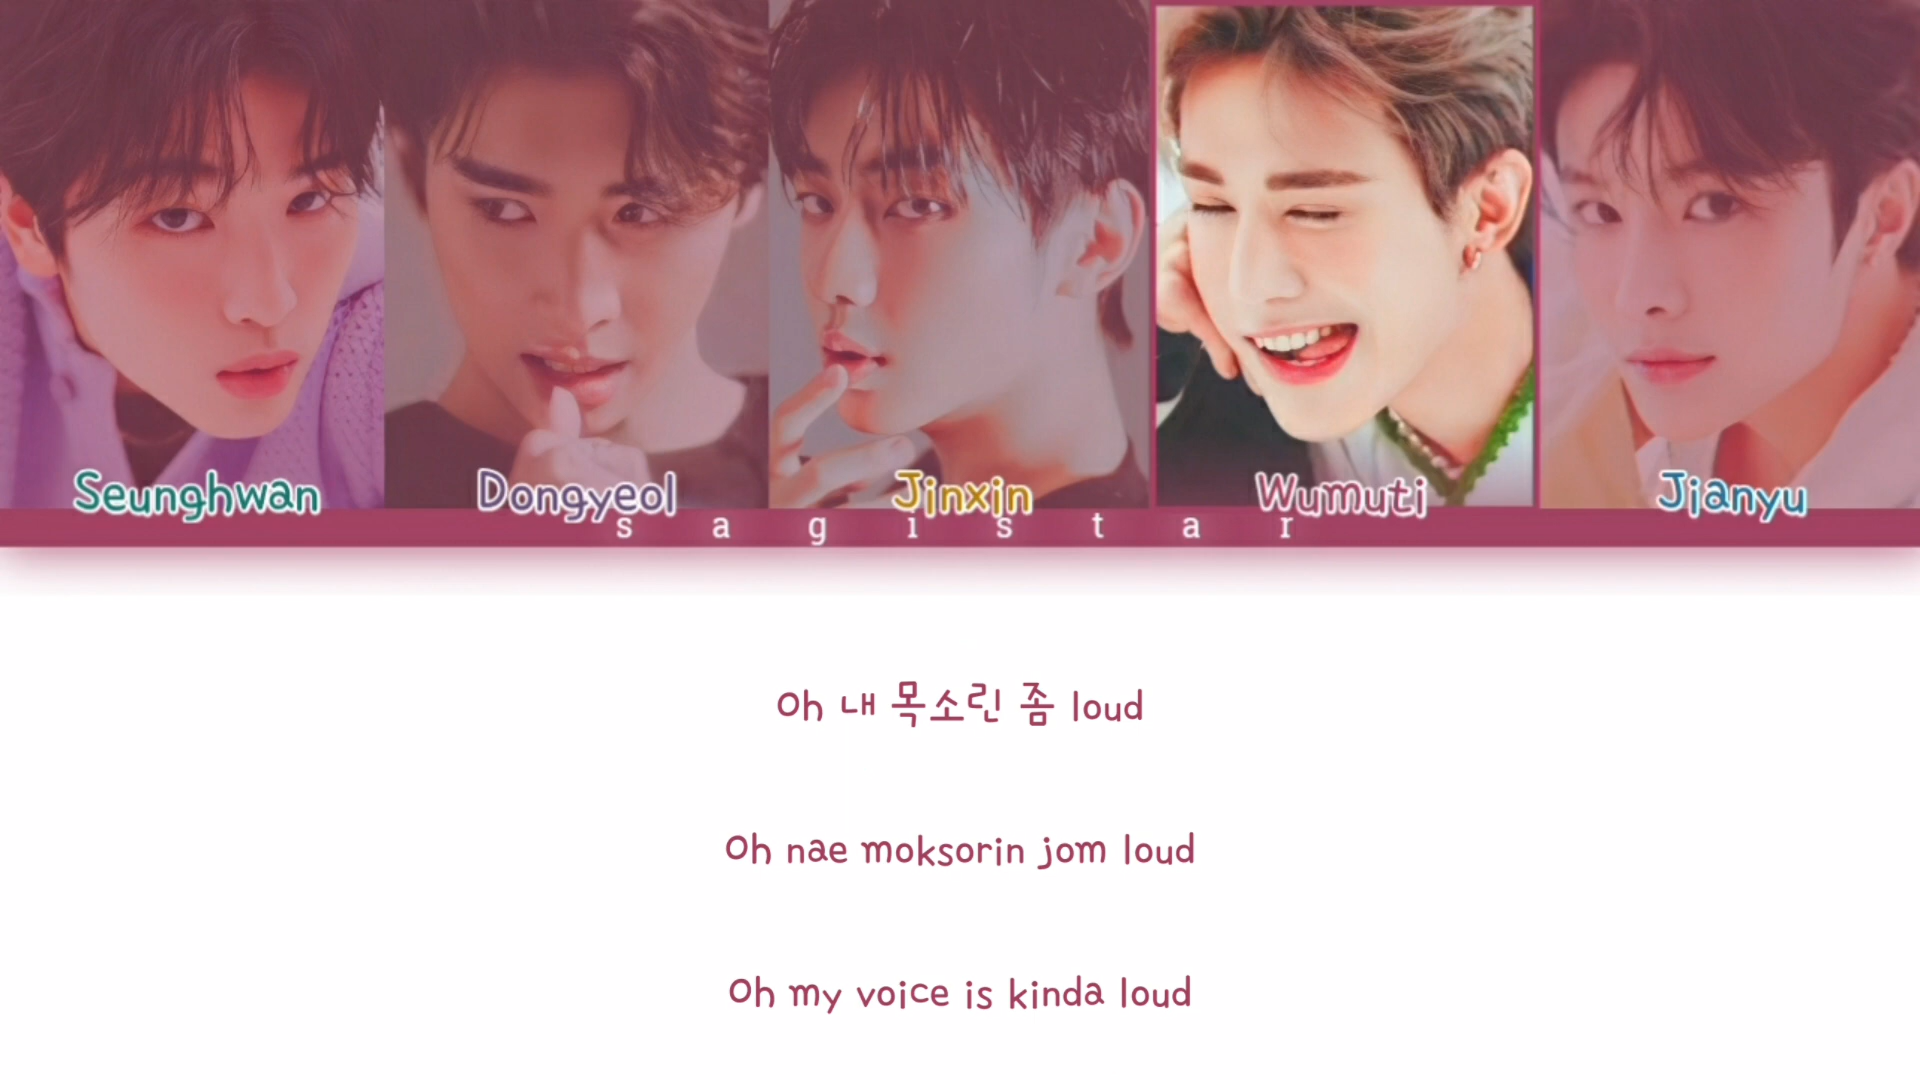 Seunghwan
Dongyeol
Jinxin
Wumuti
Jianyu
sagistar
Oh 내 목소린 좀 loud
Oh nae moksorin jom loud
Oh my voice is kinda loud